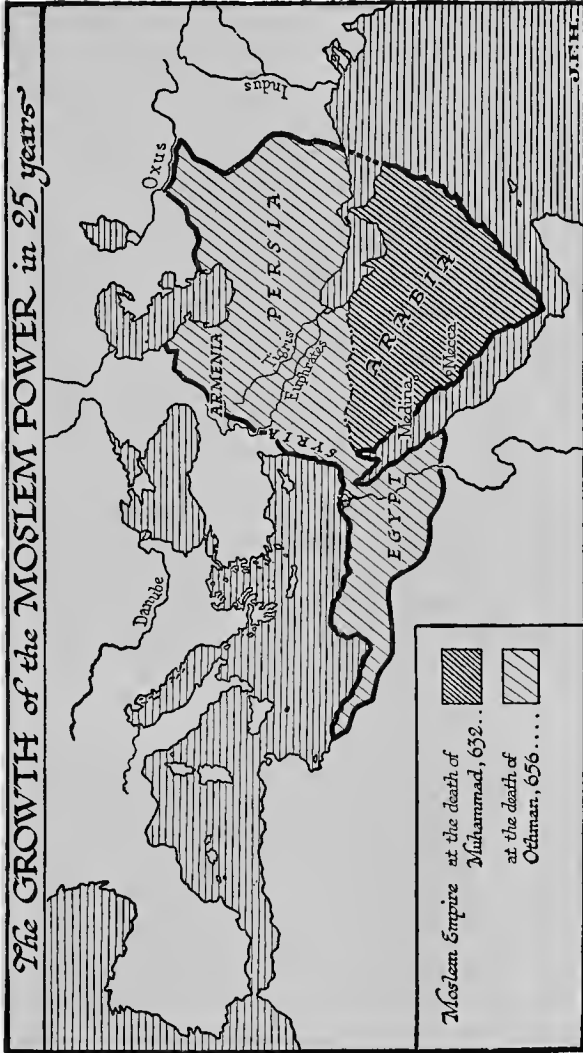 The GROWTH of the MOSLEM POWER in 25 years
Oxus
Indus
Danube
ARMENIA
PERSIA
Tigris
Euphrates
SYRIA
ARABIA
Medina
Mecca
EGYPT
Moslem Empire at the death of
Muhammad, 632..
at the death of
Othman, 656....
J.F.H.